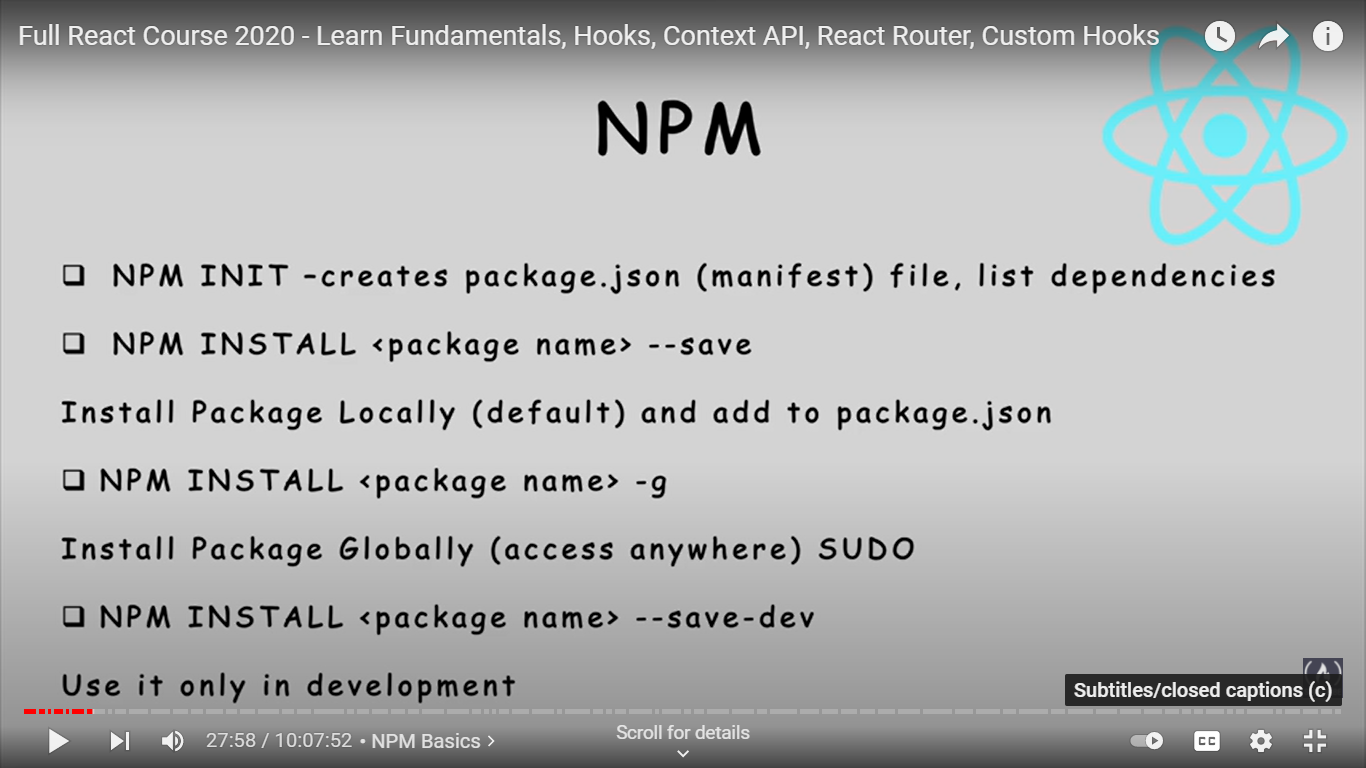 Full React Course 2020 - Learn Fundamentals, Hooks, Context API, React Router, Custom Hooks
NPM
❑ NPM INIT -creates package.json (manifest) file, list dependencies
❑ NPM INSTALL <package name> --save
Install Package Locally (default) and add to package.json
❑ NPM INSTALL <package name> -g
Install Package Globally (access anywhere) SUDO
❑ NPM INSTALL <package name> --save-dev
Use it only in development
Subtitles/closed captions (c)
27:58 / 10:07:52 • NPM Basics >
Scroll for details
CC